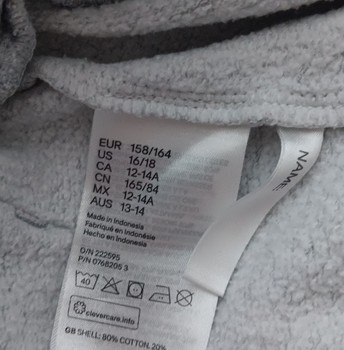 EUR 158/164
US 16/18
CA 12-14A
CN 165/84
MX 12-14A
AUS 13-14
Made in Indonesia
Fabriqué en Indonésie
Hecho en Indonesia
O/N 222595
P/N 0768205 3
40
clevercare.info
GB SHELL: 80% COTTON, 20%
NAME